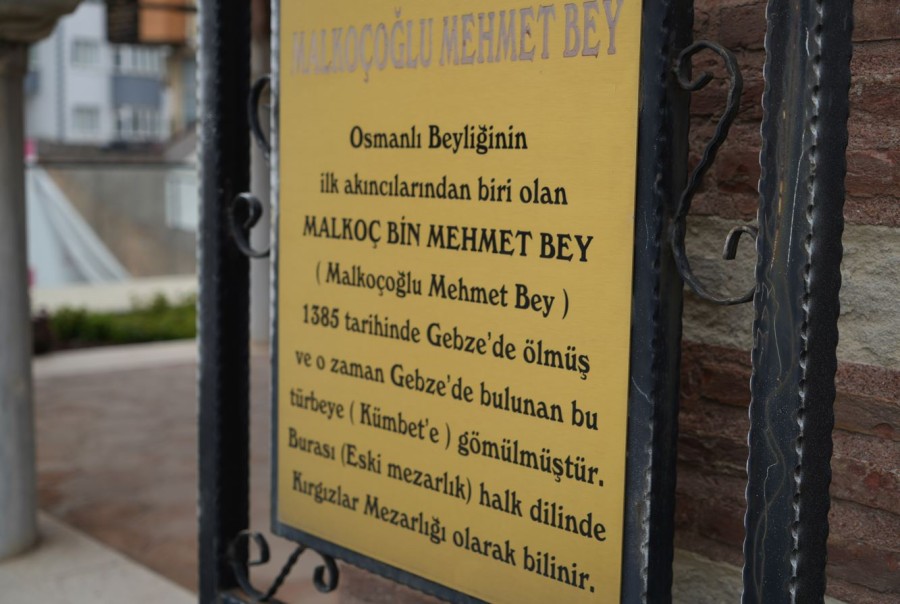 MALKOÇOĞLU MEHMET BEY
Osmanlı Beyliğinin
ilk akıncılarından biri olan
MALKOÇ BİN MEHMET BEY
( Malkoçoğlu Mehmet Bey )
1385 tarihinde Gebze'de ölmüş
ve o zaman Gebze'de bulunan bu
türbeye ( Kümbet'e ) gömülmüştür.
Burası (Eski mezarlık) halk dilinde
Kırgızlar Mezarlığı olarak bilinir.